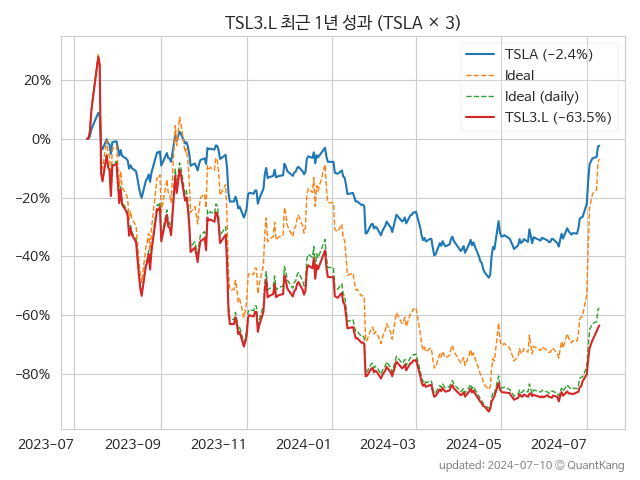 TSL3.L 최근 1년 성과 (TSLA × 3)
TSLA (−2.4%)
Ideal
Ideal (daily)
TSL3.L (−63.5%)
20%
0%
−20%
−40%
−60%
−80%
2023-07 2023-09 2023-11 2024-01 2024-03 2024-05 2024-07
updated: 2024-07-10 © QuantKang